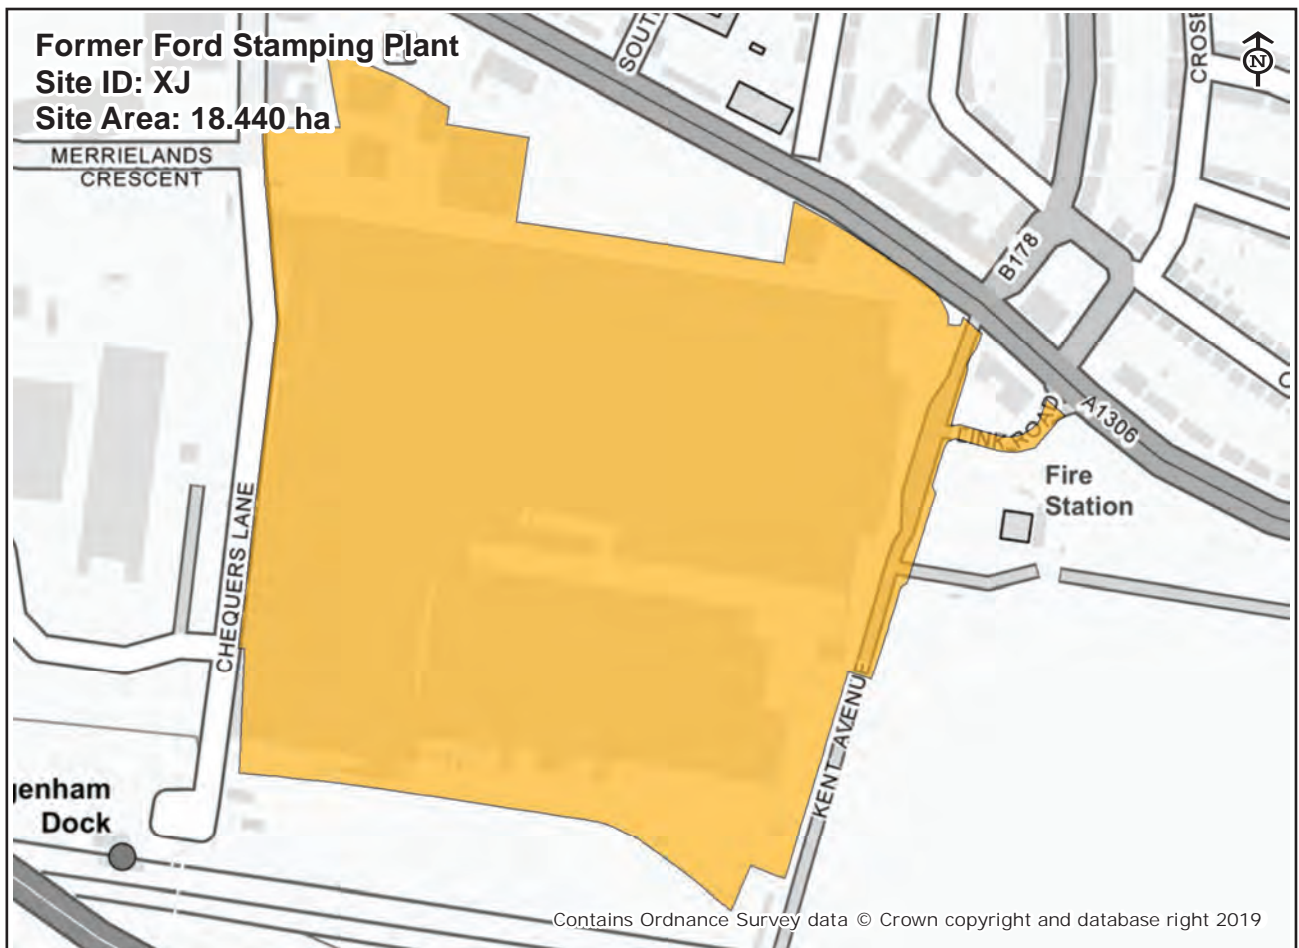 Former Ford Stamping Plant
Site ID: XJ
Site Area: 18.440 ha
N
MERRIELANDS
CRESCENT
B178
A1306
LINK ROAD
Fire
Station
CHEQUERS LANE
KENT AVENUE
genham
Dock
Contains Ordnance Survey data © Crown copyright and database right 2019